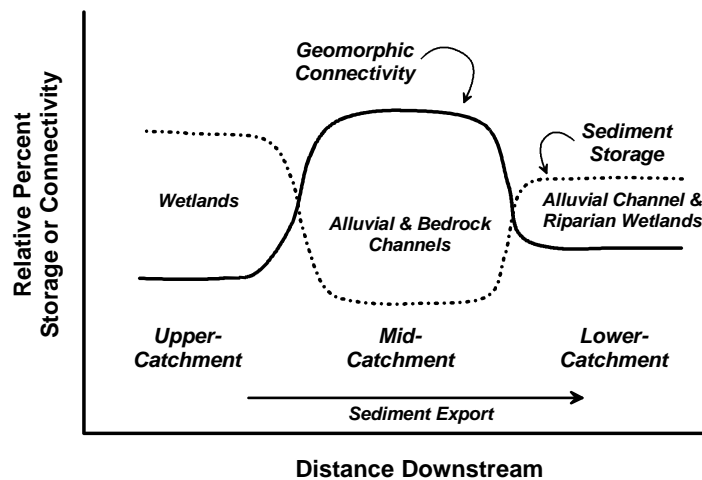 Geomorphic
Connectivity
Sediment
Storage
Relative Percent
Storage or Connectivity
Wetlands
Alluvial & Bedrock
Channels
Alluvial Channel &
Riparian Wetlands
Upper-
Catchment
Mid-
Catchment
Lower-
Catchment
Sediment Export
Distance Downstream